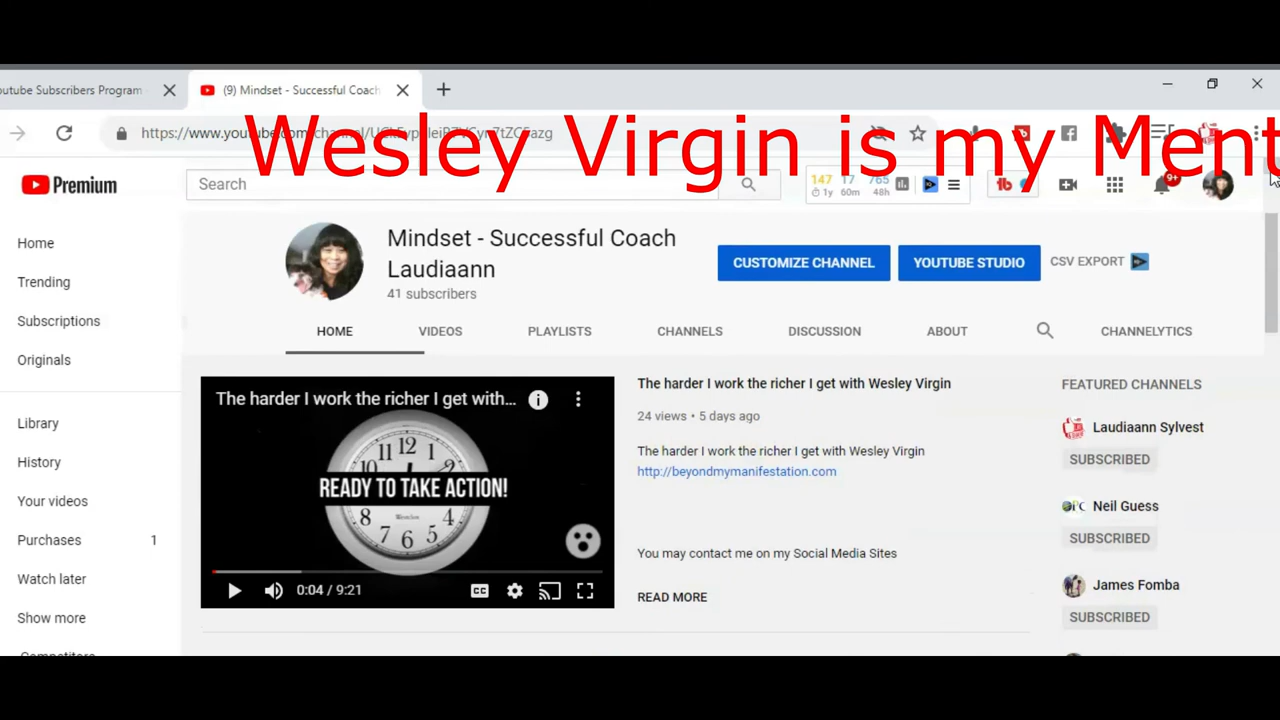 outube Subscribers Program
(9) Mindset - Successful Coach
https://www.youtube.com/channel/
Wesley Virgin is my Ment
Premium
Search
147 17 765
1y 60m 48h
9+
Home
Trending
Subscriptions
Originals
Library
History
Your videos
Purchases 1
Watch later
Show more
Mindset - Successful Coach
Laudiaann
41 subscribers
CUSTOMIZE CHANNEL
YOUTUBE STUDIO
CSV EXPORT
HOME
VIDEOS
PLAYLISTS
CHANNELS
DISCUSSION
ABOUT
CHANNELYTICS
The harder I work the richer I get with...
READY TO TAKE ACTION!
0:04 / 9:21
The harder I work the richer I get with Wesley Virgin
24 views • 5 days ago
The harder I work the richer I get with Wesley Virgin
http://beyondmymanifestation.com
You may contact me on my Social Media Sites
READ MORE
FEATURED CHANNELS
Laudiaann Sylvest
SUBSCRIBED
Neil Guess
SUBSCRIBED
James Fomba
SUBSCRIBED